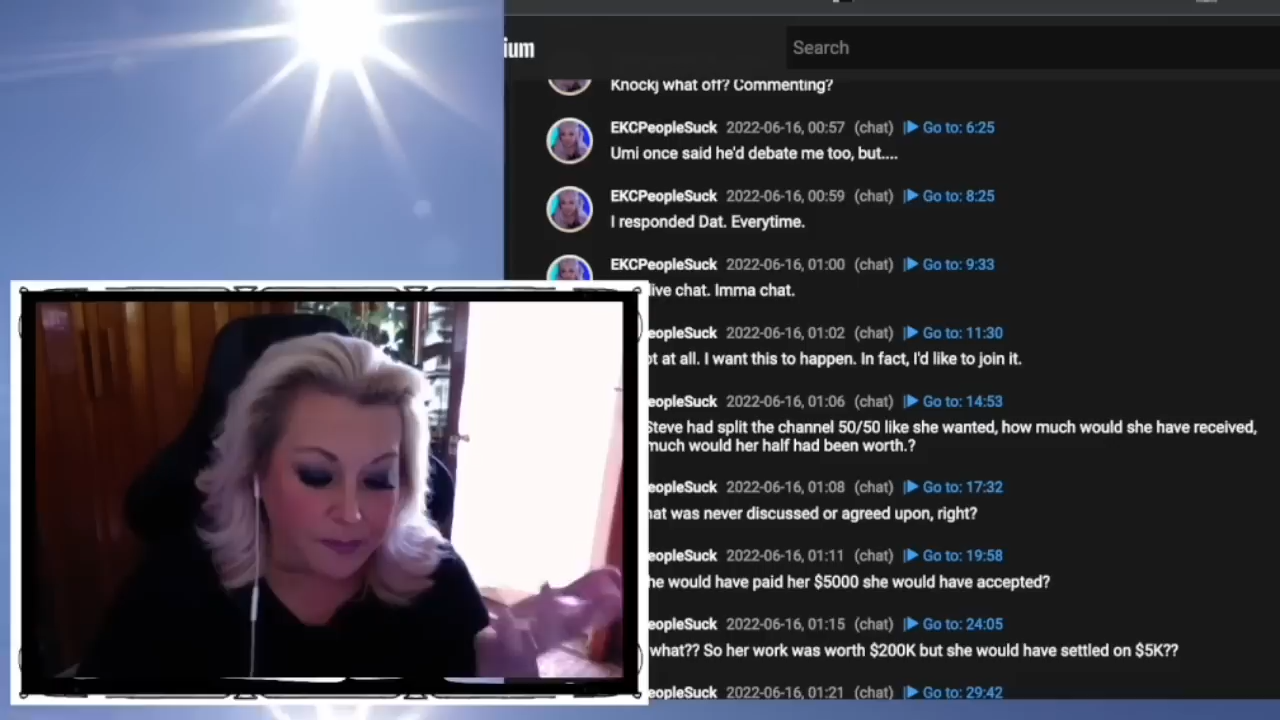 ium
Search
Knockj what off? Commenting?
EKCPeopleSuck 2022-06-16, 00:57 (chat) Go to: 6:25
Umi once said he'd debate me too, but....
EKCPeopleSuck 2022-06-16, 00:59 (chat) Go to: 8:25
I responded Dat. Everytime.
EKCPeopleSuck 2022-06-16, 01:00 (chat) Go to: 9:33
live chat. Imma chat.
eopleSuck 2022-06-16, 01:02 (chat) Go to: 11:30
ot at all. I want this to happen. In fact, I'd like to join it.
eopleSuck 2022-06-16, 01:06 (chat) Go to: 14:53
Steve had split the channel 50/50 like she wanted, how much would she have received,
much would her half had been worth.?
eopleSuck 2022-06-16, 01:08 (chat) Go to: 17:32
hat was never discussed or agreed upon, right?
eopleSuck 2022-06-16, 01:11 (chat) Go to: 19:58
he would have paid her $5000 she would have accepted?
eopleSuck 2022-06-16, 01:15 (chat) Go to: 24:05
what?? So her work was worth $200K but she would have settled on $5K??
eopleSuck 2022-06-16, 01:21 (chat) Go to: 29:42